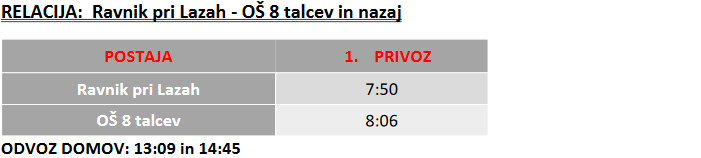 RELACIJA:  Ravnik pri Lazah - OŠ 8 talcev in nazaj
POSTAJA 1. PRIVOZ
Ravnik pri Lazah 7:50
OŠ 8 talcev 8:06
ODVOZ DOMOV: 13:09 in 14:45